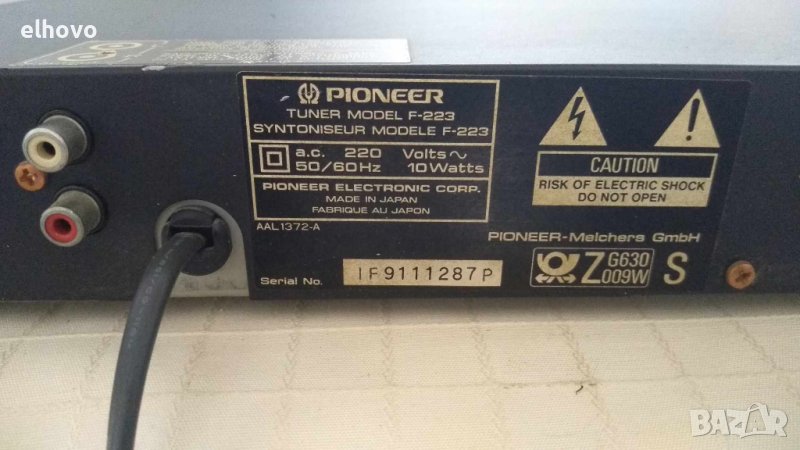 elhovo
PIONEER
TUNER MODEL F-223
SYNTONISEUR MODELE F-223
a.c. 220 Volts~
50/60Hz 10Watts
PIONEER ELECTRONIC CORP.
MADE IN JAPAN
FABRIQUE AU JAPON
AAL1372-A
CAUTION
RISK OF ELECTRIC SHOCK
DO NOT OPEN
PIONEER-Melchers GmbH
Serial No. IF9111287P
Z G630
009W S
BAZAR